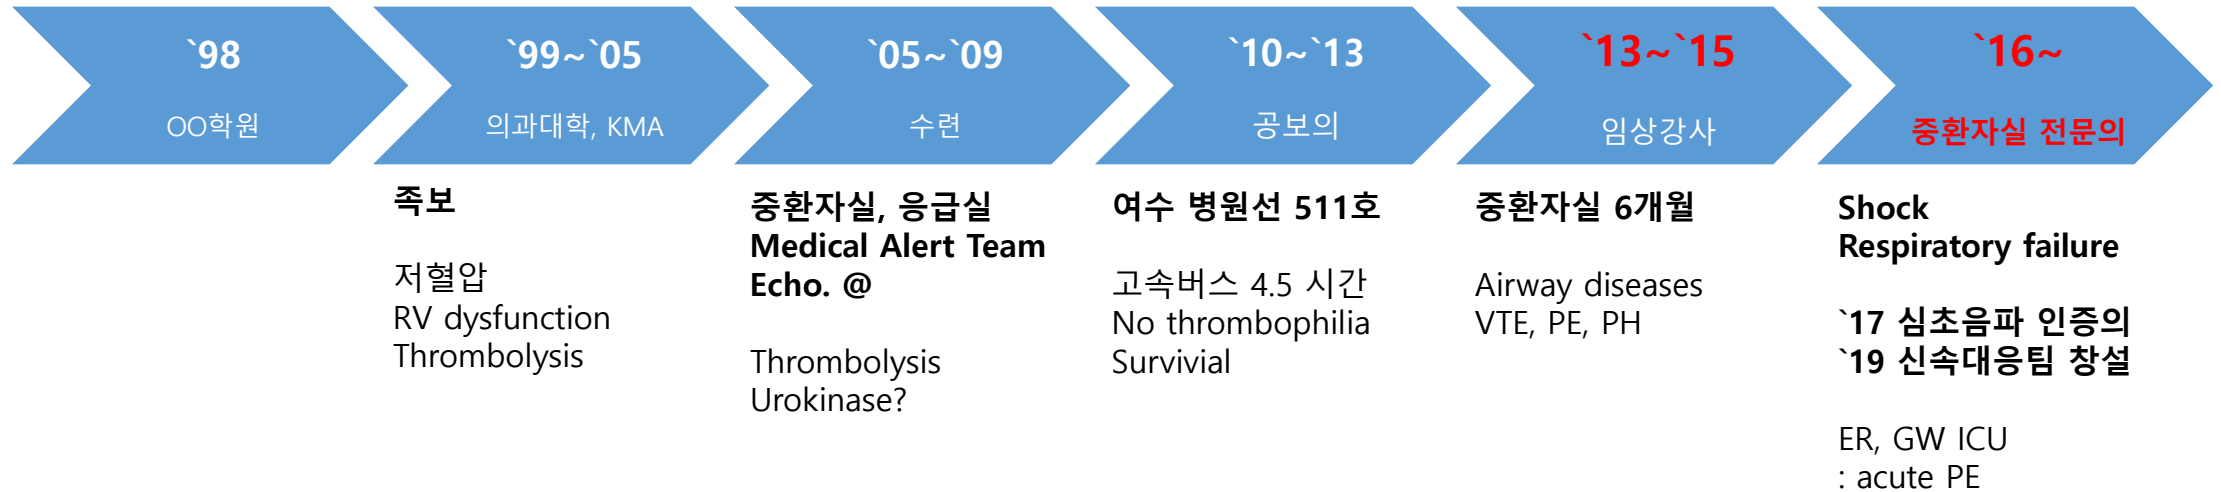 `98
OO학원
`99~`05
의과대학, KMA
족보
저혈압
RV dysfunction
Thrombolysis
`05~`09
수련
중환자실, 응급실
Medical Alert Team
Echo. @
Thrombolysis
Urokinase?
`10~`13
공보의
여수 병원선 511호
고속버스 4.5 시간
No thrombophilia
Survivial
`13~`15
임상강사
중환자실 6개월
Airway diseases
VTE, PE, PH
`16~
중환자실 전문의
Shock
Respiratory failure
`17 심초음파 인증의
`19 신속대응팀 창설
ER, GW ICU
: acute PE